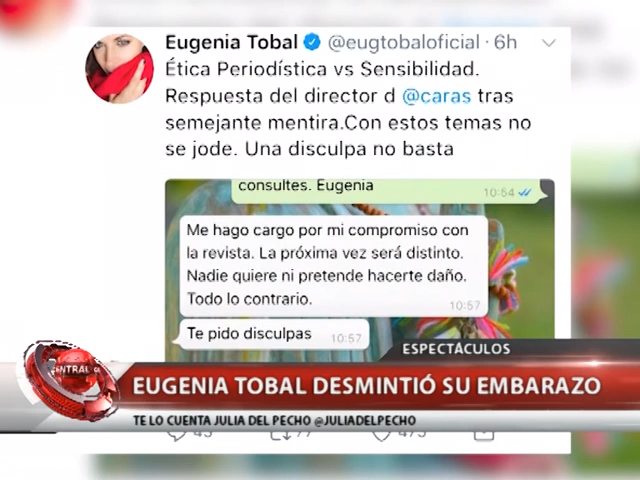 Eugenia Tobal @eugtobaloficial · 6h
Ética Periodística vs Sensibilidad.
Respuesta del director d @caras tras
semejante mentira.Con estos temas no
se jode. Una disculpa no basta
consultes. Eugenia
10:54
Me hago cargo por mi compromiso con
la revista. La próxima vez será distinto.
Nadie quiere ni pretende hacerte daño.
Todo lo contrario.
10:57
Te pido disculpas 10:57
ESPECTÁCULOS
EUGENIA TOBAL DESMINTIÓ SU EMBARAZO
TE LO CUENTA JULIA DEL PECHO @JULIADELPECHO